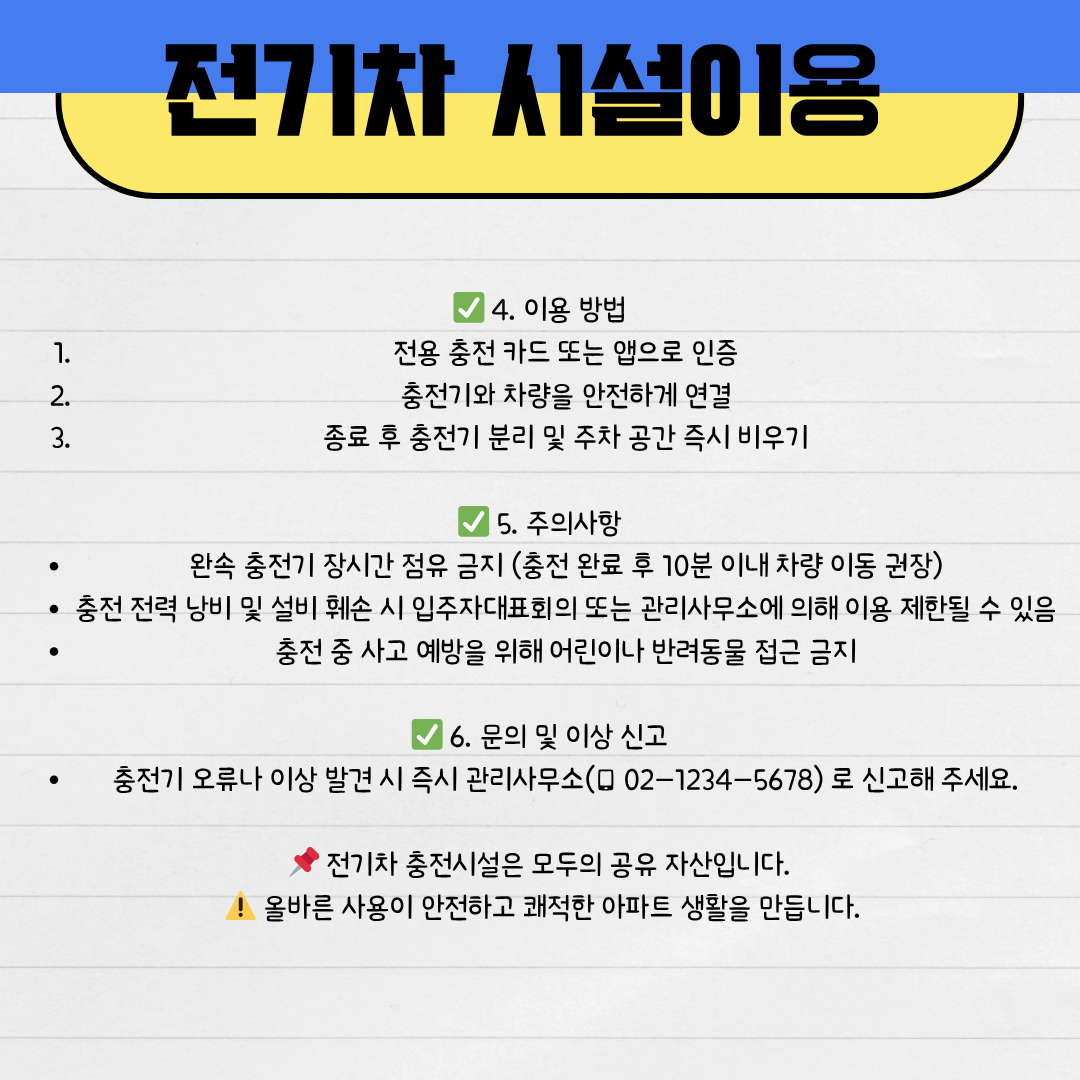 전기차 시설이용
✅ 4. 이용 방법
1. 전용 충전 카드 또는 앱으로 인증
2. 충전기와 차량을 안전하게 연결
3. 종료 후 충전기 분리 및 주차 공간 즉시 비우기
✅ 5. 주의사항
• 완속 충전기 장시간 점유 금지 (충전 완료 후 10분 이내 차량 이동 권장)
• 충전 전력 낭비 및 설비 훼손 시 입주자대표회의 또는 관리사무소에 의해 이용 제한될 수 있음
• 충전 중 사고 예방을 위해 어린이나 반려동물 접근 금지
✅ 6. 문의 및 이상 신고
• 충전기 오류나 이상 발견 시 즉시 관리사무소(📱 02-1234-5678) 로 신고해 주세요.
📌 전기차 충전시설은 모두의 공유 자산입니다.
⚠️ 올바른 사용이 안전하고 쾌적한 아파트 생활을 만듭니다.